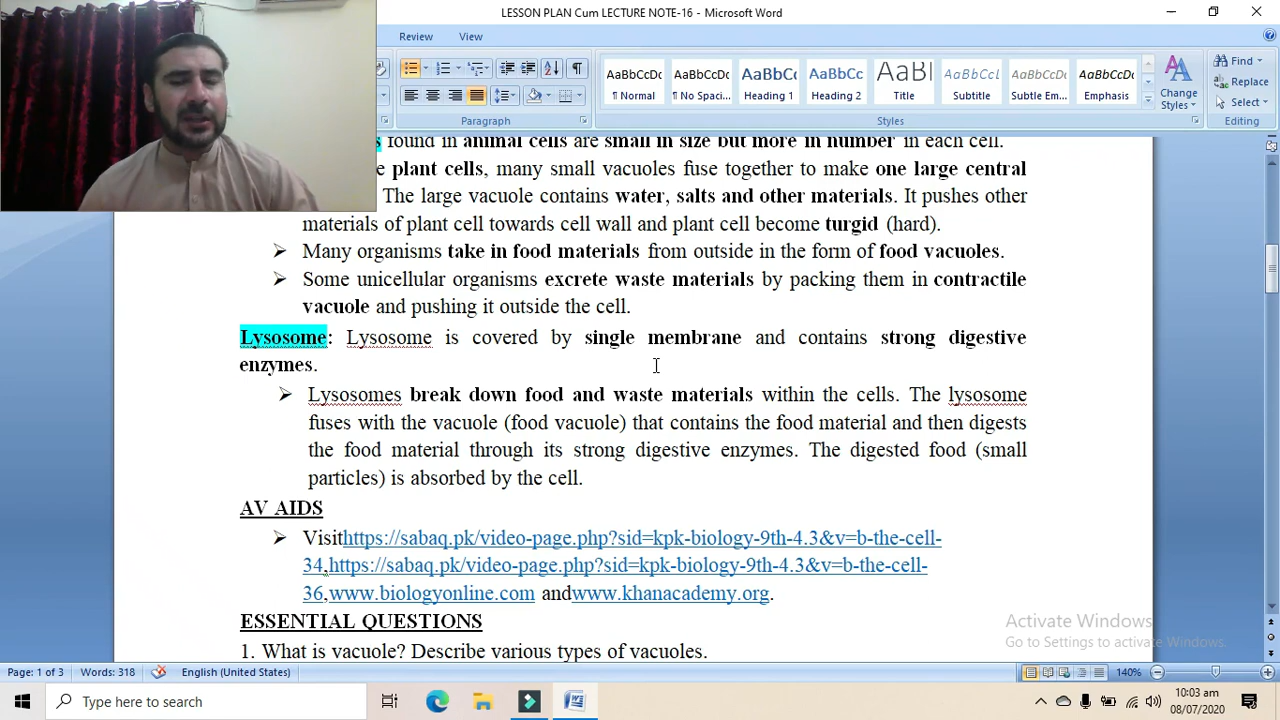 LESSON PLAN Cum LECTURE NOTE-16 - Microsoft Word
Review View
AaBbCcDc AaBbCcDc AaBbCc AaBbCc AaBl AaBbCcL AaBbCcDc AaBbCcDc
¶ Normal ¶ No Spaci... Heading 1 Heading 2 Title Subtitle Subtle Em... Emphasis
Change Styles
Find
Replace
Select
Paragraph Styles Editing
found in animal cells are small in size but more in number in each cell.
plant cells, many small vacuoles fuse together to make one large central
The large vacuole contains water, salts and other materials. It pushes other
materials of plant cell towards cell wall and plant cell become turgid (hard).
➢ Many organisms take in food materials from outside in the form of food vacuoles.
➢ Some unicellular organisms excrete waste materials by packing them in contractile
vacuole and pushing it outside the cell.
Lysosome: Lysosome is covered by single membrane and contains strong digestive
enzymes.
➢ Lysosomes break down food and waste materials within the cells. The lysosome
fuses with the vacuole (food vacuole) that contains the food material and then digests
the food material through its strong digestive enzymes. The digested food (small
particles) is absorbed by the cell.
AV AIDS
➢ Visithttps://sabaq.pk/video-page.php?sid=kpk-biology-9th-4.3&v=b-the-cell-
34,https://sabaq.pk/video-page.php?sid=kpk-biology-9th-4.3&v=b-the-cell-
36,www.biologyonline.com andwww.khanacademy.org.
ESSENTIAL QUESTIONS
1. What is vacuole? Describe various types of vacuoles.
Activate Windows
Go to Settings to activate Windows.
Page: 1 of 3 Words: 318 English (United States) 140%
Type here to search
10:03 am
08/07/2020